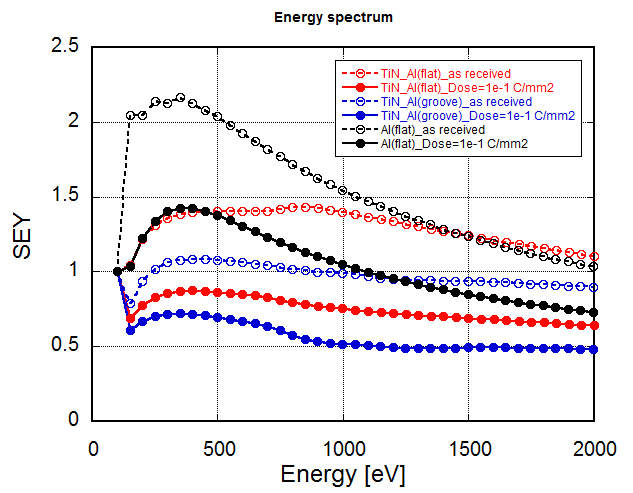 Energy spectrum
2.5
TiN_Al(flat)_as received
TiN_Al(flat)_Dose=1e-1 C/mm2
TiN_Al(groove)_as received
TiN_Al(groove)_Dose=1e-1 C/mm2
Al(flat)_as received
Al(flat)_Dose=1e-1 C/mm2
2
1.5
SEY
1
0.5
0
0 500 1000 1500 2000
Energy [eV]